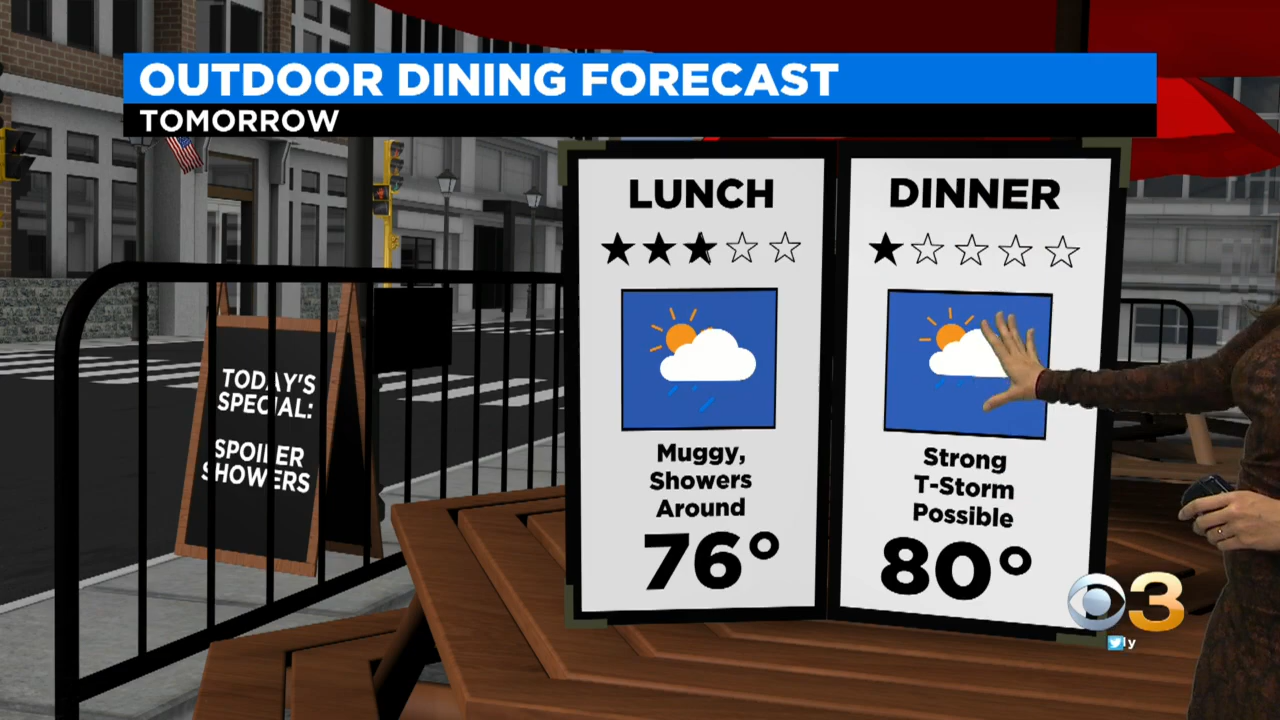 OUTDOOR DINING FORECAST
TOMORROW
LUNCH
DINNER
Muggy,
Showers
Around
76°
Strong
T-Storm
Possible
80°
TODAY'S
SPECIAL:
SPOILER
SHOWERS
3
ly